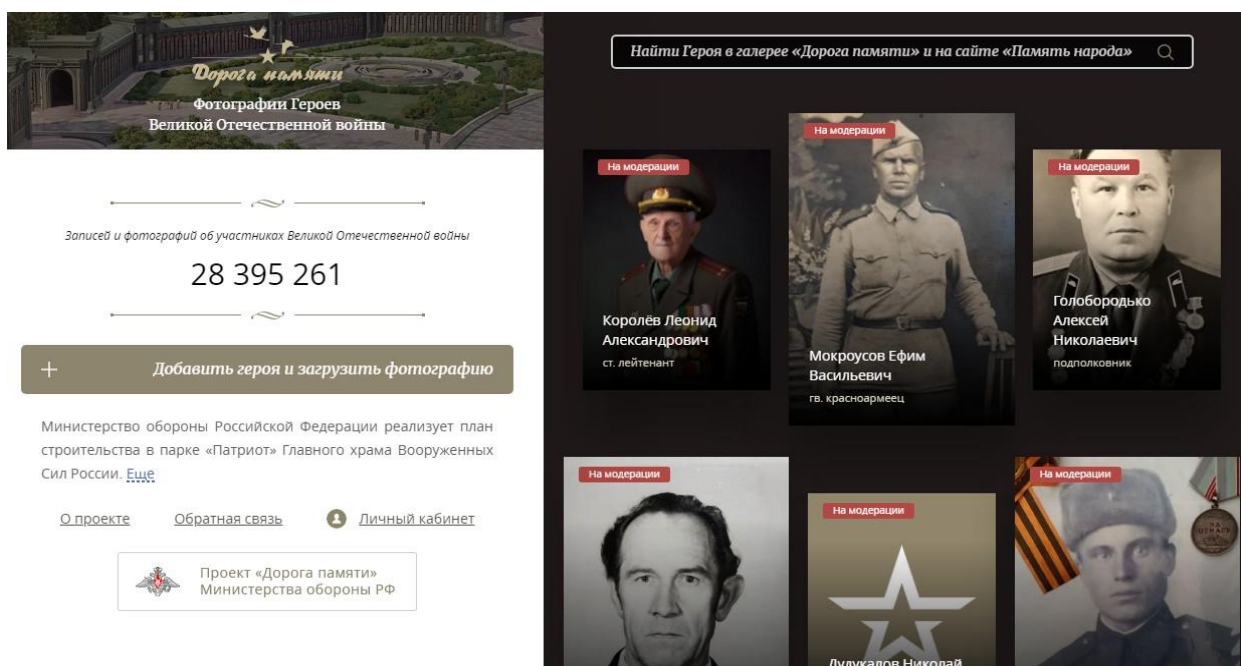 Дорога памяти
Фотографии Героев
Великой Отечественной войны
Записей и фотографий об участниках Великой Отечественной войны
28 395 261
+ Добавить героя и загрузить фотографию
Министерство обороны Российской Федерации реализует план
строительства в парке «Патриот» Главного храма Вооруженных
Сил России. Еще
О проекте Обратная связь Личный кабинет
Проект «Дорога памяти»
Министерства обороны РФ
Найти Героя в галерее «Дорога памяти» и на сайте «Память народа»
На модерации
Королёв Леонид
Александрович
ст. лейтенант
На модерации
Мокроусов Ефим
Васильевич
гв. красноармеец
На модерации
Голобородько
Алексей
Николаевич
подполковник
На модерации
На модерации
Дудукалов Николай
На модерации
ЗА
ОТВАГУ